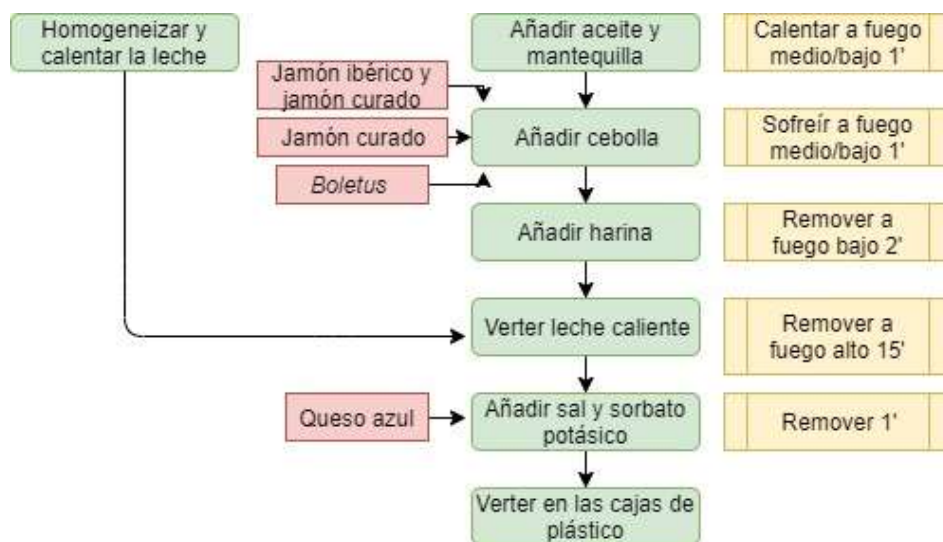 Homogeneizar y
calentar la leche
Añadir aceite y
mantequilla
Calentar a fuego
medio/bajo 1'
Jamón ibérico y
jamón curado
Jamón curado
Añadir cebolla
Sofreír a fuego
medio/bajo 1'
Boletus
Añadir harina
Remover a
fuego bajo 2'
Verter leche caliente
Remover a
fuego alto 15'
Queso azul
Añadir sal y sorbato
potásico
Remover 1'
Verter en las cajas de
plástico